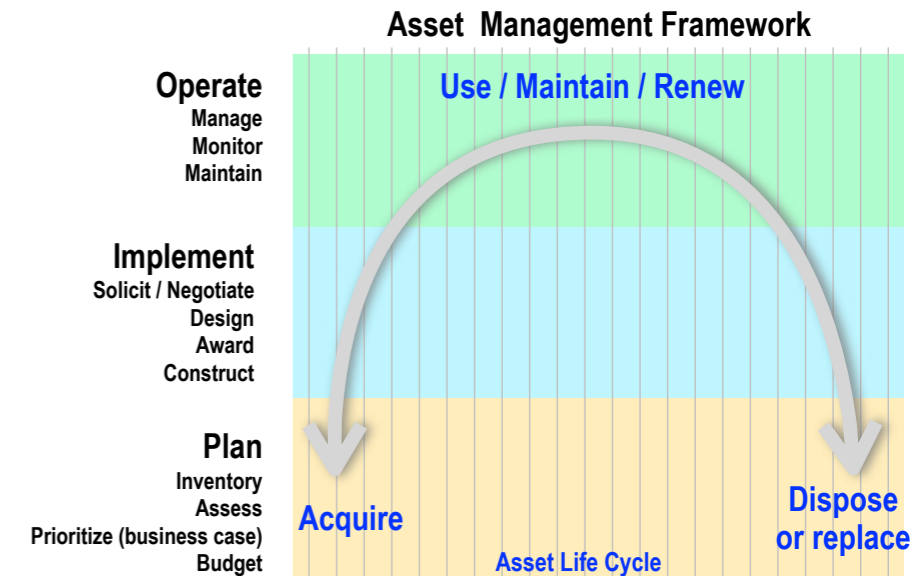 Asset Management Framework
Operate
Manage
Monitor
Maintain
Use / Maintain / Renew
Implement
Solicit / Negotiate
Design
Award
Construct
Plan
Inventory
Assess
Prioritize (business case)
Budget
Acquire
Asset Life Cycle
Dispose
or replace